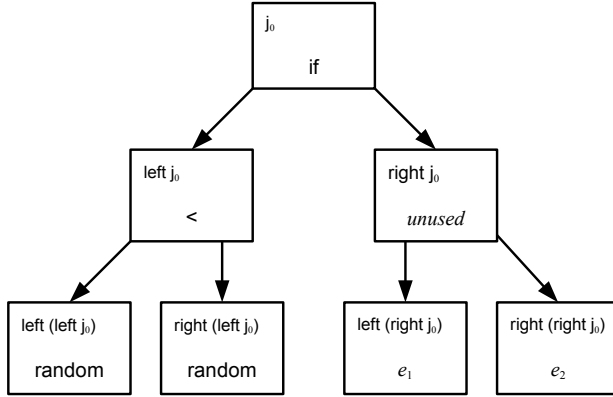 j₀
if
left j₀
<
right j₀
unused
left (left j₀)
random
right (left j₀)
random
left (right j₀)
e₁
right (right j₀)
e₂